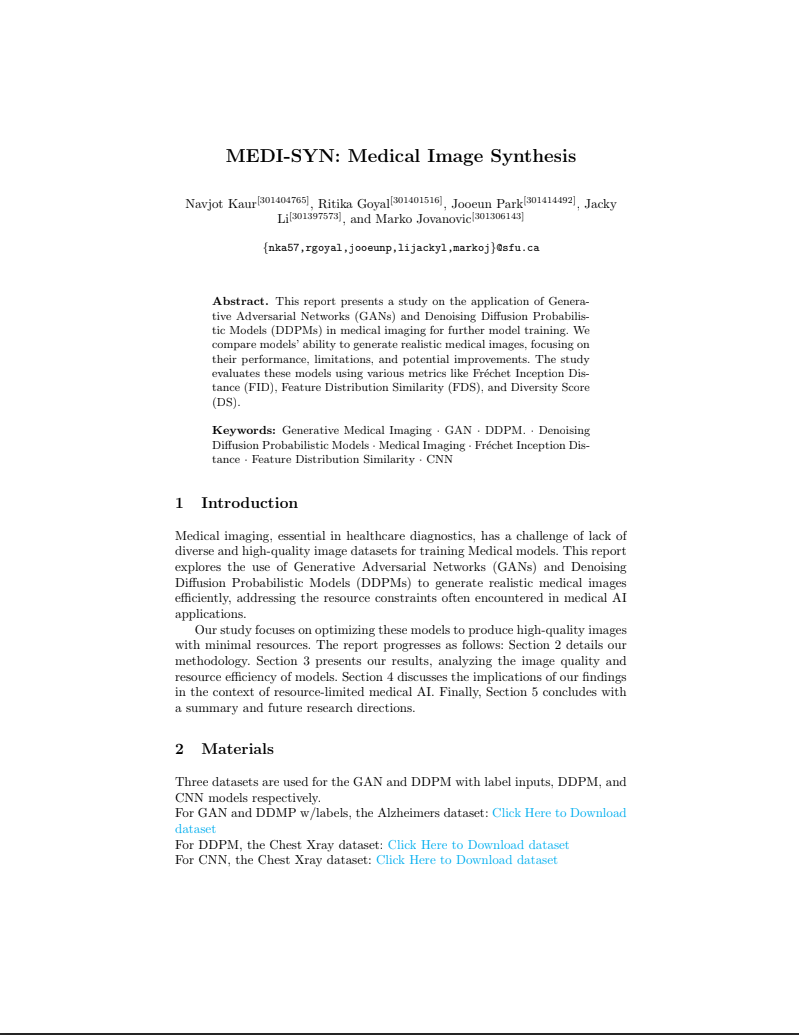 MEDI-SYN: Medical Image Synthesis
Navjot Kaur[301404765], Ritika Goyal[301401516], Jooeun Park[301414492], Jacky
Li[301397573], and Marko Jovanovic[301306143]
{nka57,rgoyal,jooeunp,lijackyl,markoj}@sfu.ca
Abstract. This report presents a study on the application of Genera-
tive Adversarial Networks (GANs) and Denoising Diffusion Probabilis-
tic Models (DDPMs) in medical imaging for further model training. We
compare models' ability to generate realistic medical images, focusing on
their performance, limitations, and potential improvements. The study
evaluates these models using various metrics like Fréchet Inception Dis-
tance (FID), Feature Distribution Similarity (FDS), and Diversity Score
(DS).
Keywords: Generative Medical Imaging · GAN · DDPM. · Denoising
Diffusion Probabilistic Models · Medical Imaging · Fréchet Inception Dis-
tance · Feature Distribution Similarity · CNN
1 Introduction
Medical imaging, essential in healthcare diagnostics, has a challenge of lack of
diverse and high-quality image datasets for training Medical models. This report
explores the use of Generative Adversarial Networks (GANs) and Denoising
Diffusion Probabilistic Models (DDPMs) to generate realistic medical images
efficiently, addressing the resource constraints often encountered in medical AI
applications.
Our study focuses on optimizing these models to produce high-quality images
with minimal resources. The report progresses as follows: Section 2 details our
methodology. Section 3 presents our results, analyzing the image quality and
resource efficiency of models. Section 4 discusses the implications of our findings
in the context of resource-limited medical AI. Finally, Section 5 concludes with
a summary and future research directions.
2 Materials
Three datasets are used for the GAN and DDPM with label inputs, DDPM, and
CNN models respectively.
For GAN and DDMP w/labels, the Alzheimers dataset: Click Here to Download
dataset
For DDPM, the Chest Xray dataset: Click Here to Download dataset
For CNN, the Chest Xray dataset: Click Here to Download dataset